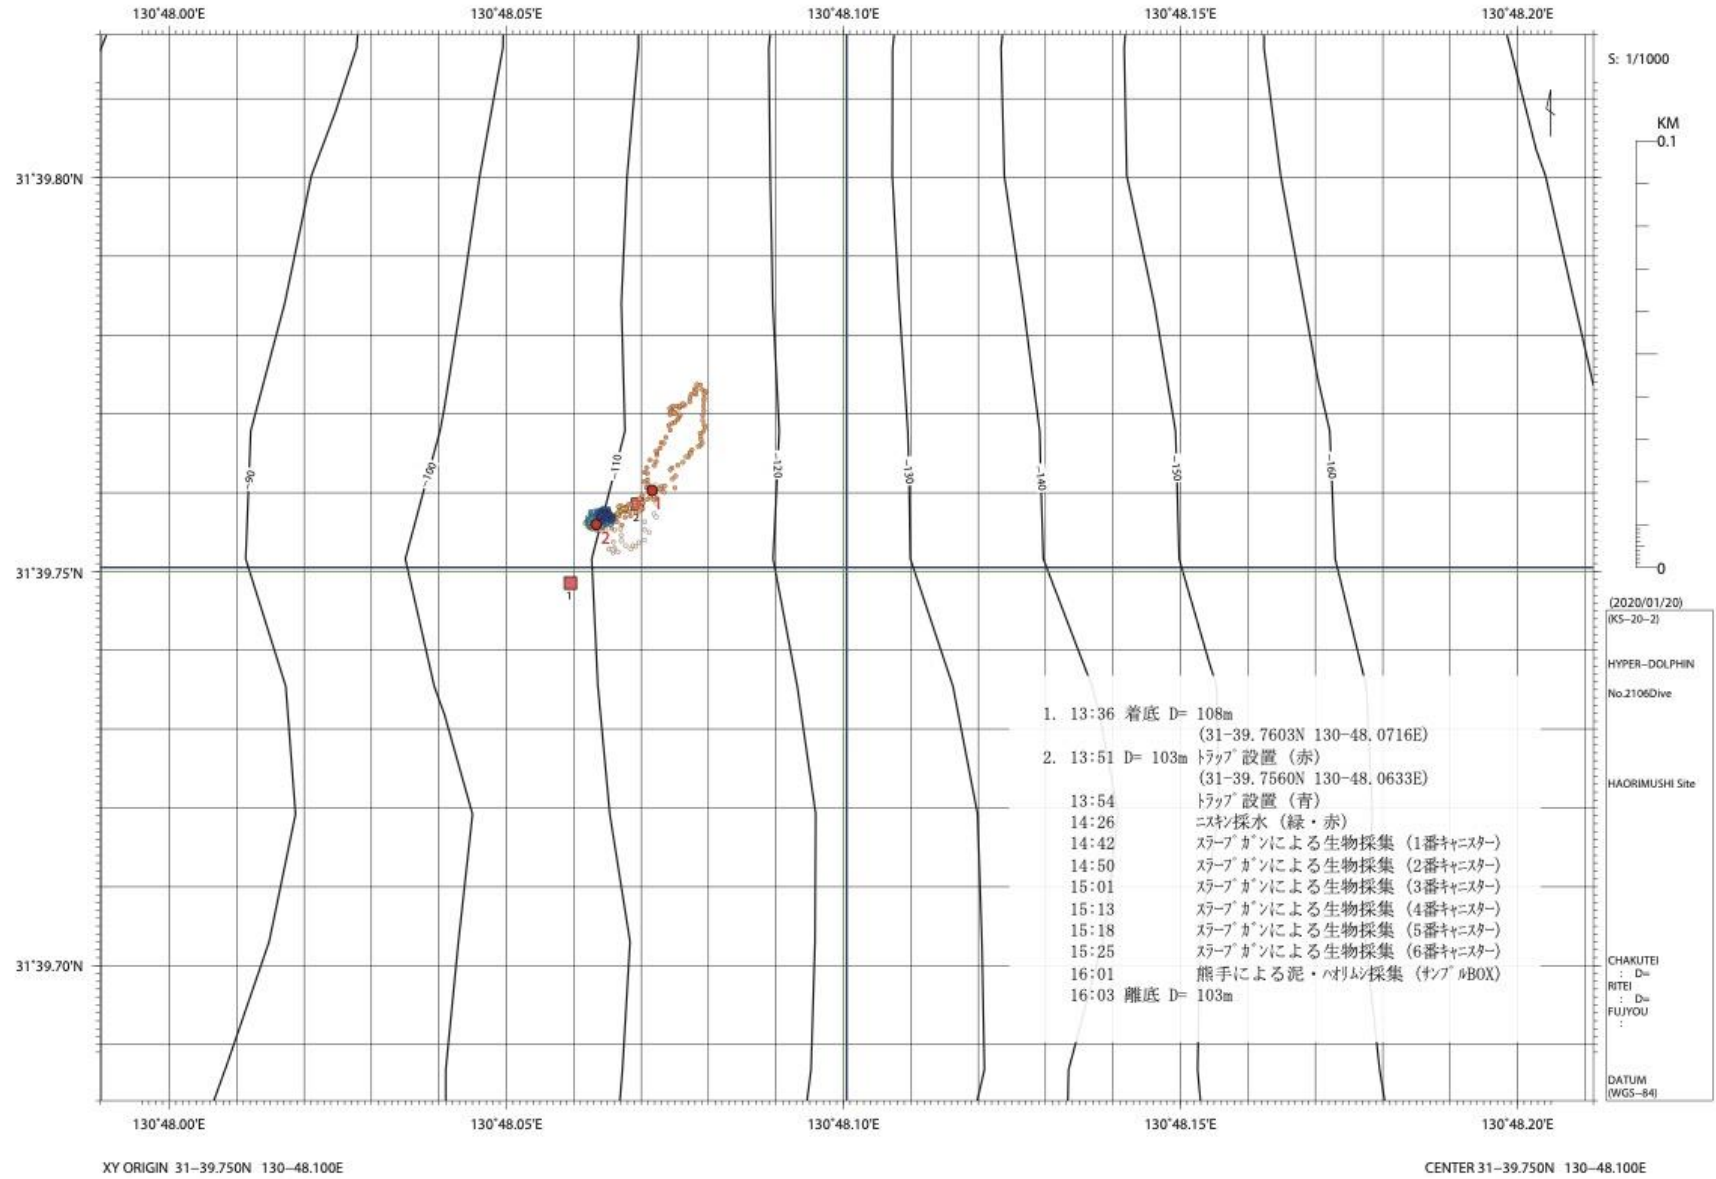 130°48.00'E 130°48.05'E 130°48.10'E 130°48.15'E 130°48.20'E
S: 1/1000
KM
0.1
31°39.80'N
-90
-100
-110
-120
-130
-140
-150
-160
1
2
2
31°39.75'N
0
1
(2020/01/20)
(KS-20-2)
HYPER-DOLPHIN
No.2106Dive
HAORIMUSHI Site
1. 13:36 着底 D= 108m
(31-39.7603N 130-48.0716E)
2. 13:51 D= 103m ﾄﾗｯﾌﾟ設置 (赤)
(31-39.7560N 130-48.0633E)
13:54 ﾄﾗｯﾌﾟ設置 (青)
14:26 ﾆｽｷﾝ採水 (緑・赤)
14:42 ｽﾗｰﾌﾟｶﾞﾝによる生物採集 (1番ｷｬﾆｽﾀｰ)
14:50 ｽﾗｰﾌﾟｶﾞﾝによる生物採集 (2番ｷｬﾆｽﾀｰ)
15:01 ｽﾗｰﾌﾟｶﾞﾝによる生物採集 (3番ｷｬﾆｽﾀｰ)
15:13 ｽﾗｰﾌﾟｶﾞﾝによる生物採集 (4番ｷｬﾆｽﾀｰ)
15:18 ｽﾗｰﾌﾟｶﾞﾝによる生物採集 (5番ｷｬﾆｽﾀｰ)
15:25 ｽﾗｰﾌﾟｶﾞﾝによる生物採集 (6番ｷｬﾆｽﾀｰ)
16:01 熊手による泥・ﾊｵﾘﾑｼ採集 (ｻﾝﾌﾟﾙBOX)
16:03 離底 D= 103m
31°39.70'N
CHAKUTEI
: D=
RITEI
: D=
FUJYOU
:
DATUM
(WGS-84)
130°48.00'E 130°48.05'E 130°48.10'E 130°48.15'E 130°48.20'E
XY ORIGIN 31-39.750N 130-48.100E
CENTER 31-39.750N 130-48.100E